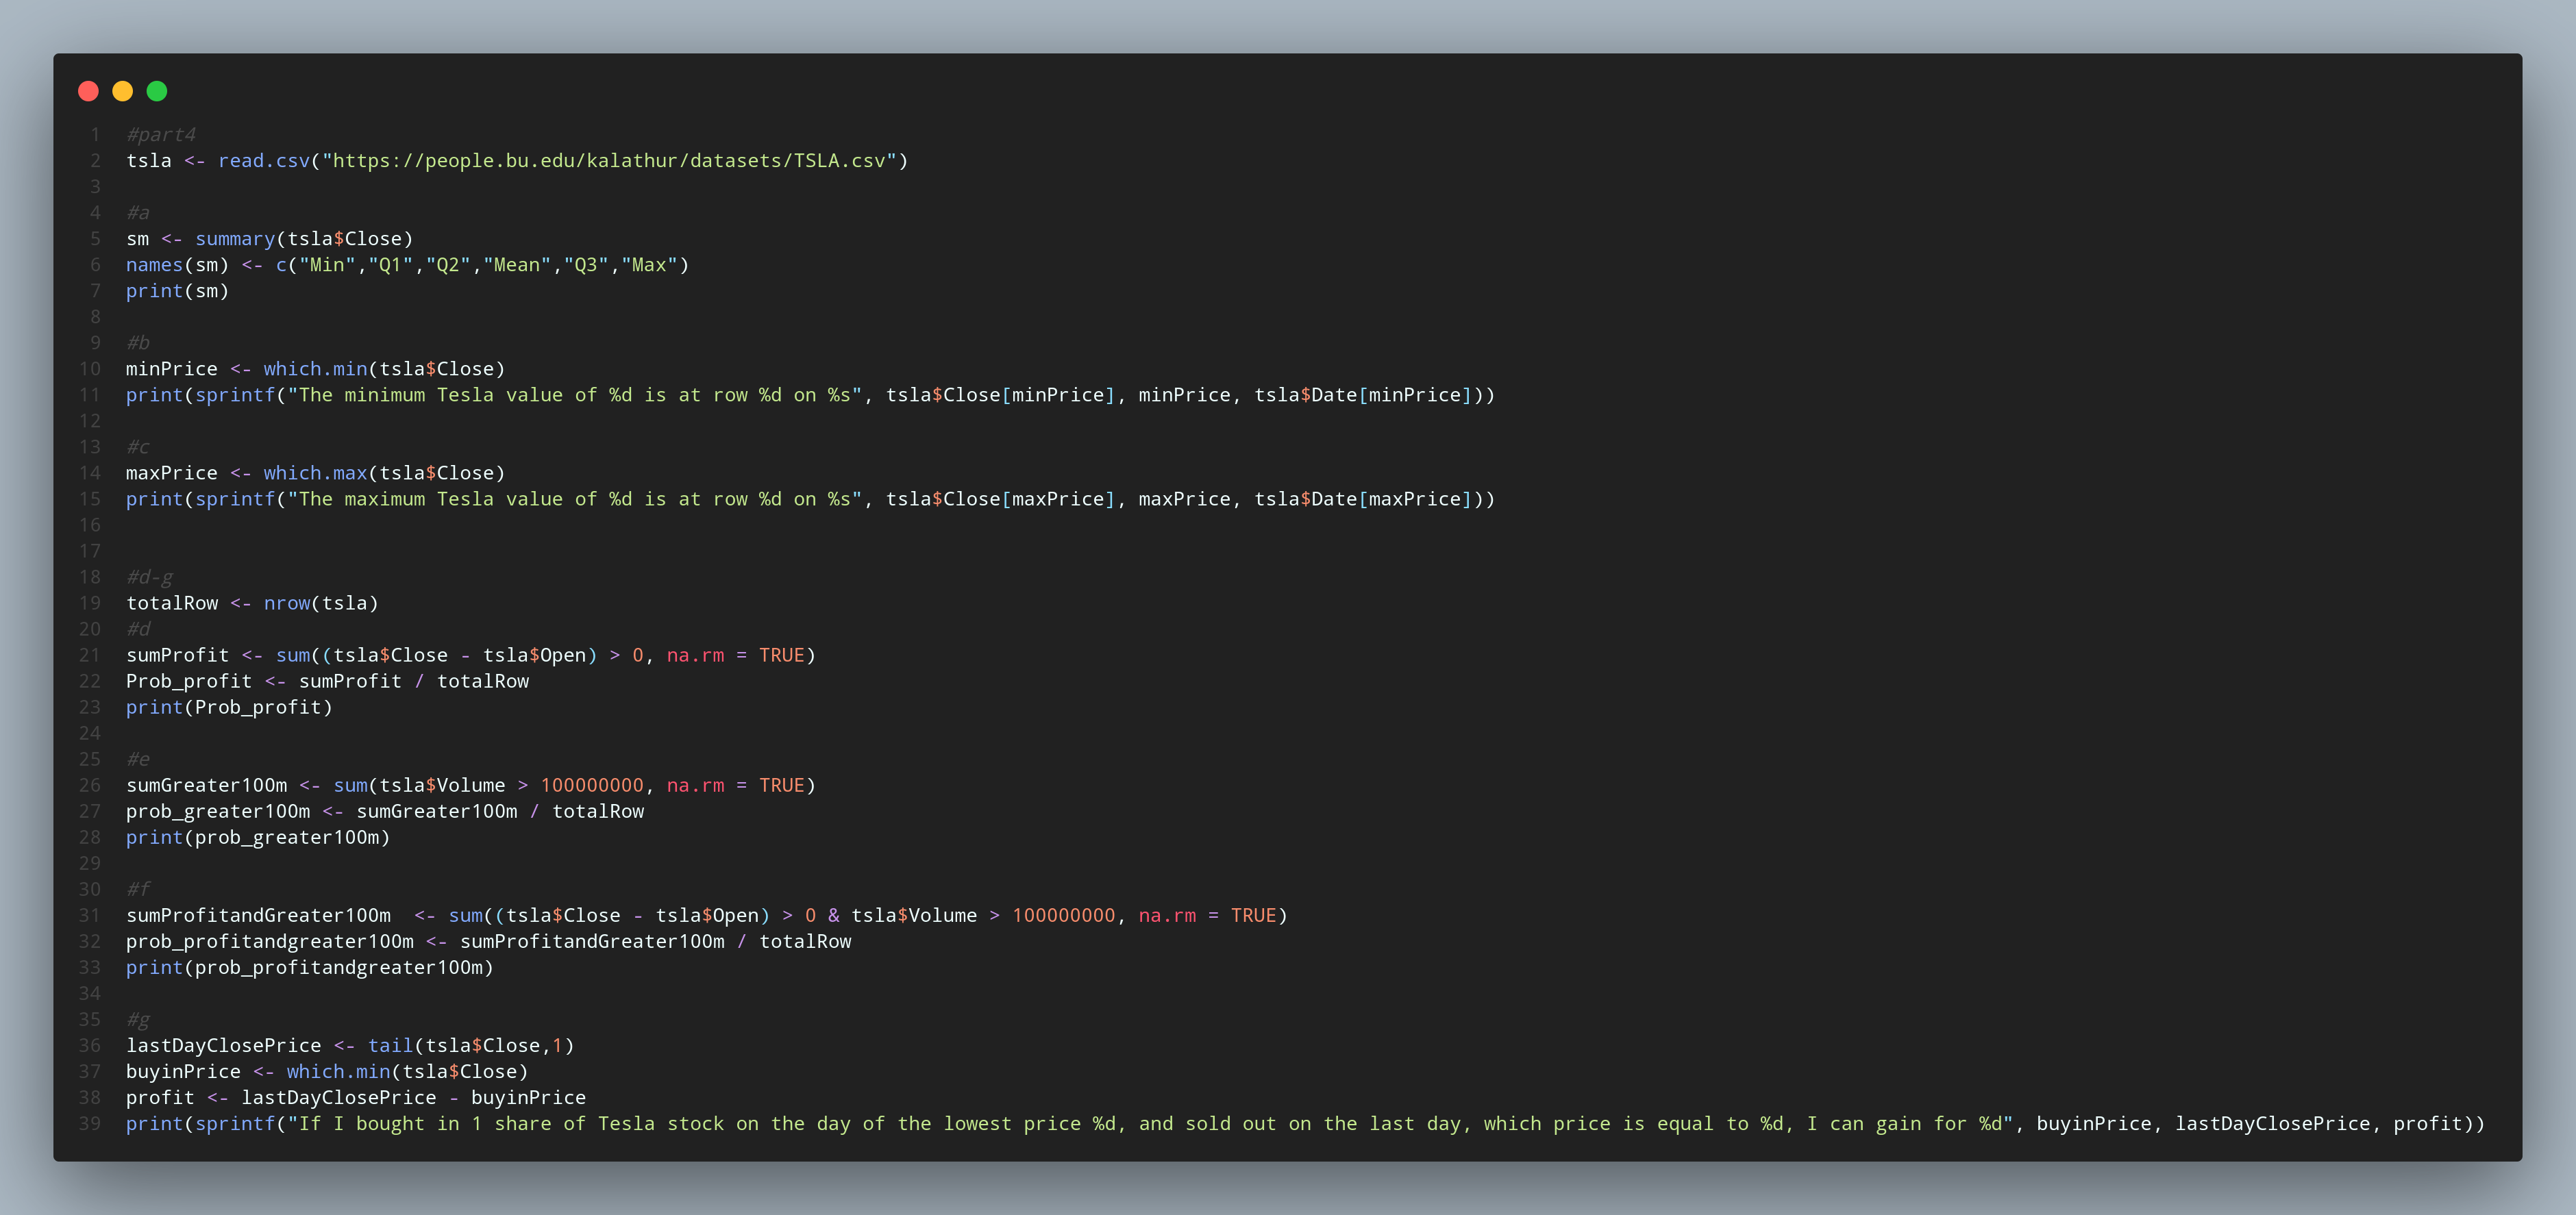 1 #part4
2 tsla <- read.csv("https://people.bu.edu/kalathur/datasets/TSLA.csv")
3
4 #a
5 sm <- summary(tsla$Close)
6 names(sm) <- c("Min","Q1","Q2","Mean","Q3","Max")
7 print(sm)
8
9 #b
10 minPrice <- which.min(tsla$Close)
11 print(sprintf("The minimum Tesla value of %d is at row %d on %s", tsla$Close[minPrice], minPrice, tsla$Date[minPrice]))
12
13 #c
14 maxPrice <- which.max(tsla$Close)
15 print(sprintf("The maximum Tesla value of %d is at row %d on %s", tsla$Close[maxPrice], maxPrice, tsla$Date[maxPrice]))
16
17
18 #d-g
19 totalRow <- nrow(tsla)
20 #d
21 sumProfit <- sum((tsla$Close - tsla$Open) > 0, na.rm = TRUE)
22 Prob_profit <- sumProfit / totalRow
23 print(Prob_profit)
24
25 #e
26 sumGreater100m <- sum(tsla$Volume > 100000000, na.rm = TRUE)
27 prob_greater100m <- sumGreater100m / totalRow
28 print(prob_greater100m)
29
30 #f
31 sumProfitandGreater100m  <- sum((tsla$Close - tsla$Open) > 0 & tsla$Volume > 100000000, na.rm = TRUE)
32 prob_profitandgreater100m <- sumProfitandGreater100m / totalRow
33 print(prob_profitandgreater100m)
34
35 #g
36 lastDayClosePrice <- tail(tsla$Close,1)
37 buyinPrice <- which.min(tsla$Close)
38 profit <- lastDayClosePrice - buyinPrice
39 print(sprintf("If I bought in 1 share of Tesla stock on the day of the lowest price %d, and sold out on the last day, which price is equal to %d, I can gain for %d", buyinPrice, lastDayClosePrice, profit))